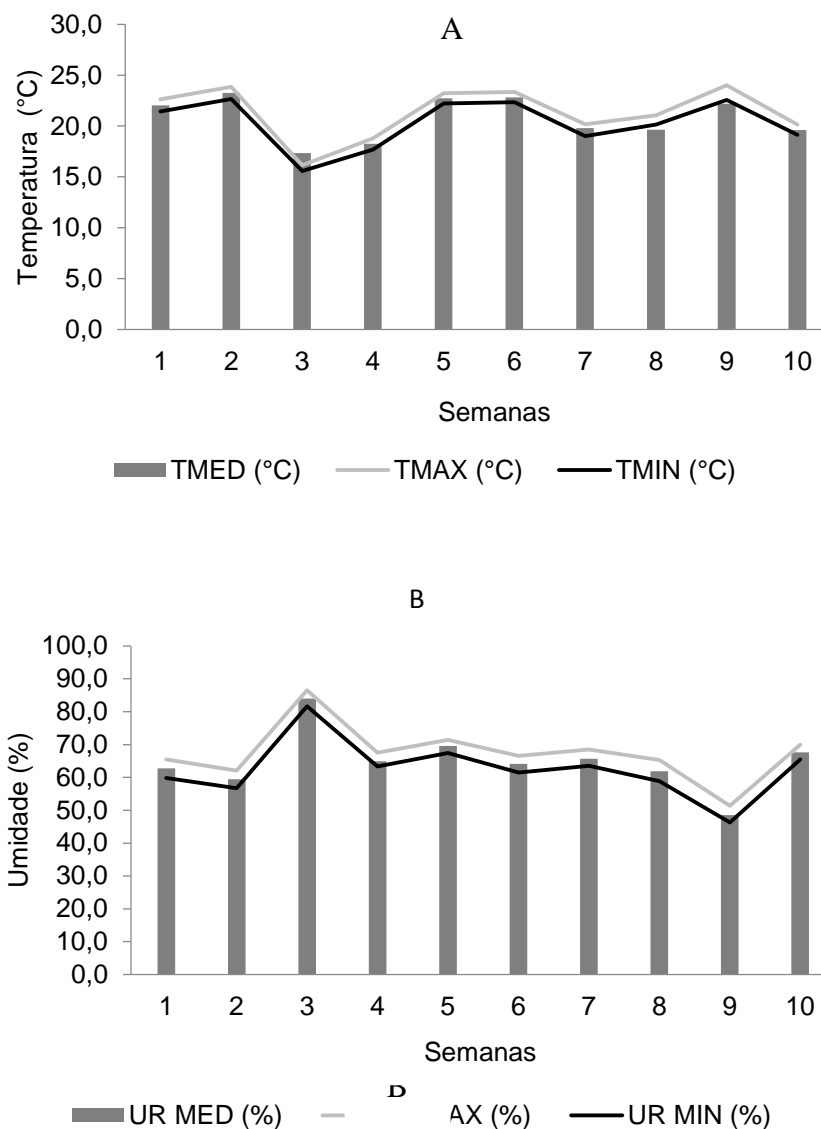 A
30,0
25,0
20,0
15,0
10,0
5,0
0,0
Temperatura (°C)
1 2 3 4 5 6 7 8 9 10
Semanas
TMED (°C) TMAX (°C) TMIN (°C)
B
100,0
90,0
80,0
70,0
60,0
50,0
40,0
30,0
20,0
10,0
0,0
Umidade (%)
1 2 3 4 5 6 7 8 9 10
Semanas
UR MED (%) AX (%) UR MIN (%)